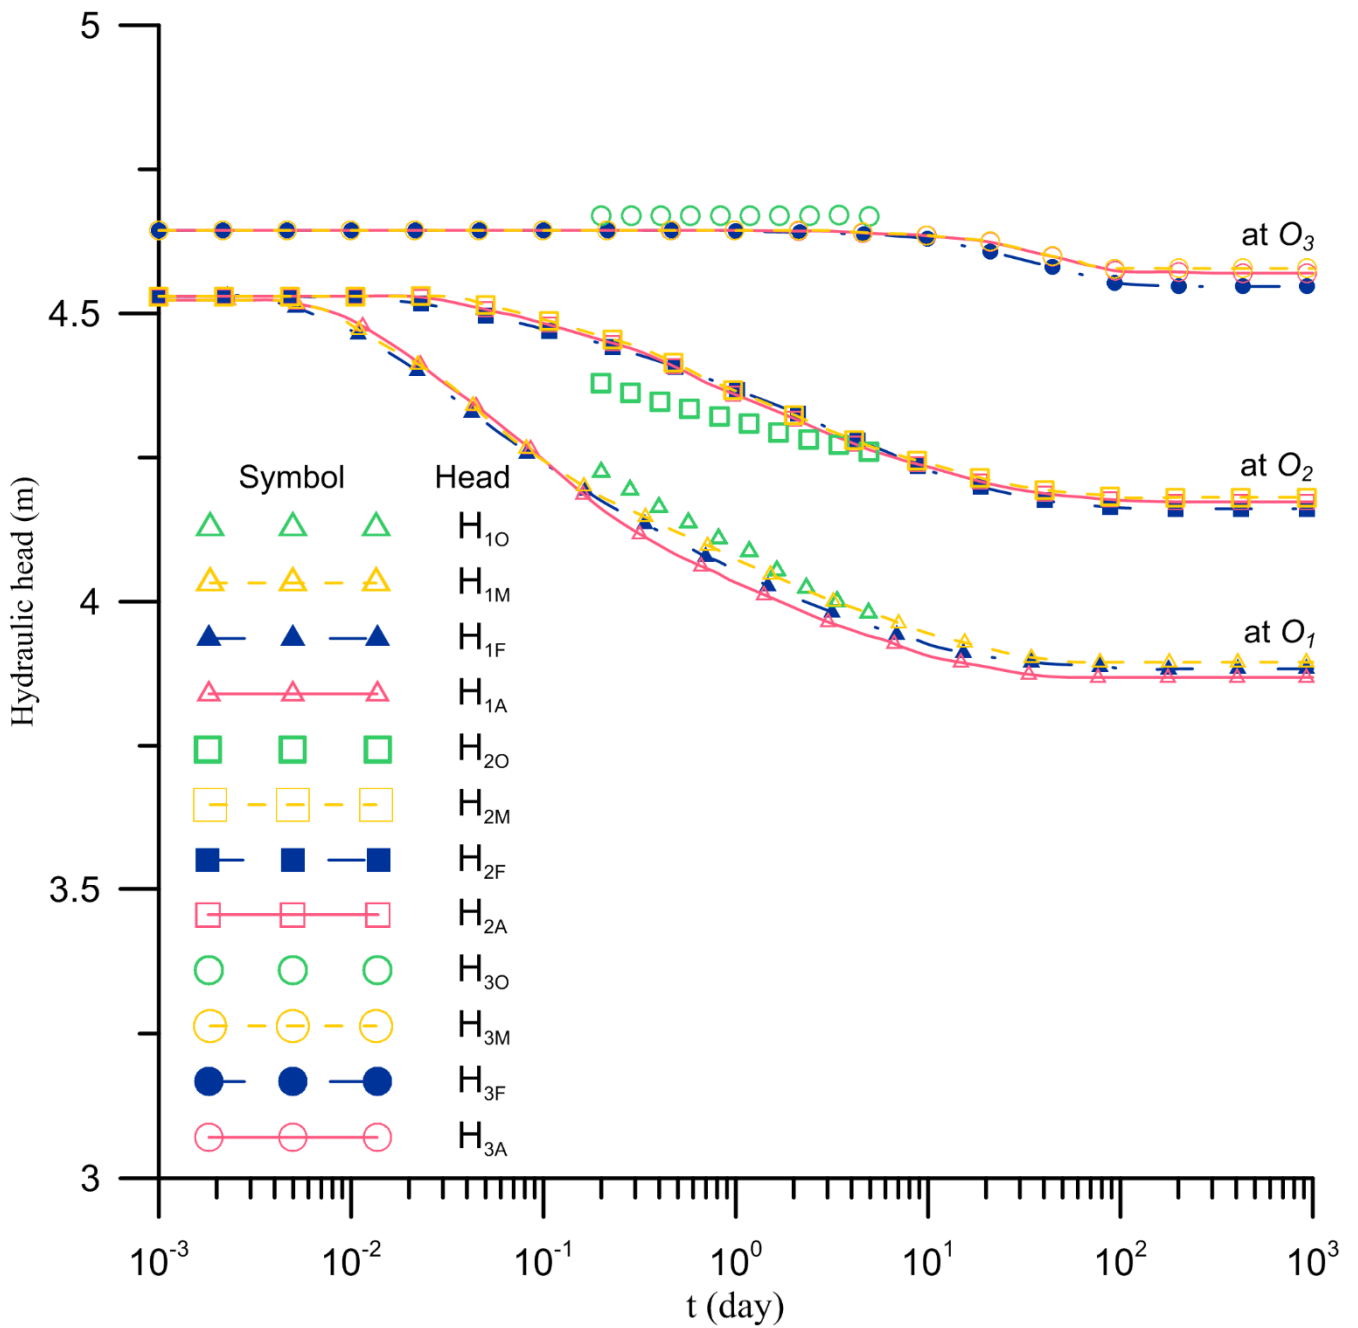 5
4.5
4
3.5
3
Hydraulic head (m)
at O₃
at O₂
at O₁
Symbol Head
H₁O
H₁M
H₁F
H₁A
H₂O
H₂M
H₂F
H₂A
H₃O
H₃M
H₃F
H₃A
10⁻³ 10⁻² 10⁻¹ 10⁰ 10¹ 10² 10³
t (day)